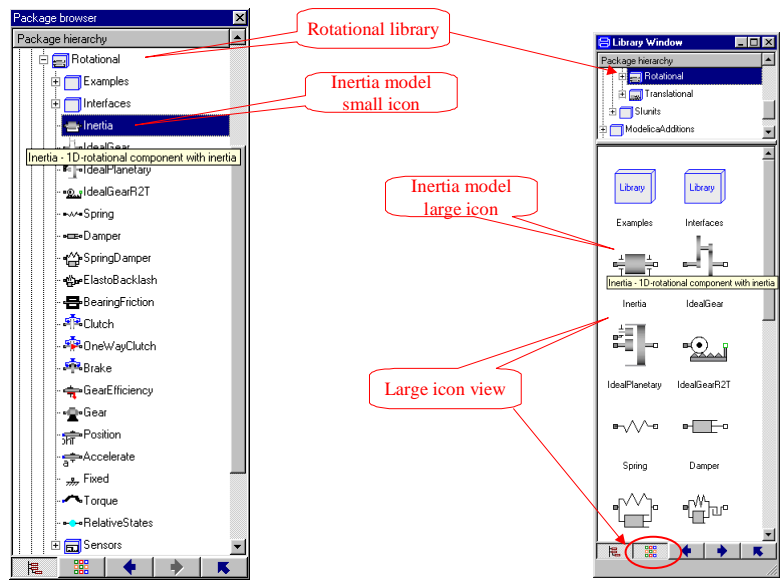 Package browser
Package hierarchy
Rotational
Examples
Interfaces
Inertia
IdealGear
Inertia - 1D-rotational component with inertia
IdealPlanetary
IdealGearR2T
Spring
Damper
SpringDamper
ElastoBacklash
BearingFriction
Clutch
OneWayClutch
Brake
GearEfficiency
Gear
Position
Accelerate
Fixed
Torque
RelativeStates
Sensors
Rotational library
Inertia model
small icon
Inertia model
large icon
Large icon view
Library Window
Package hierarchy
Rotational
Translational
SIunits
ModelicaAdditions
Library Library
Examples Interfaces
Inertia - 1D-rotational component with inertia
Inertia IdealGear
IdealPlanetary IdealGearR2T
Spring Damper